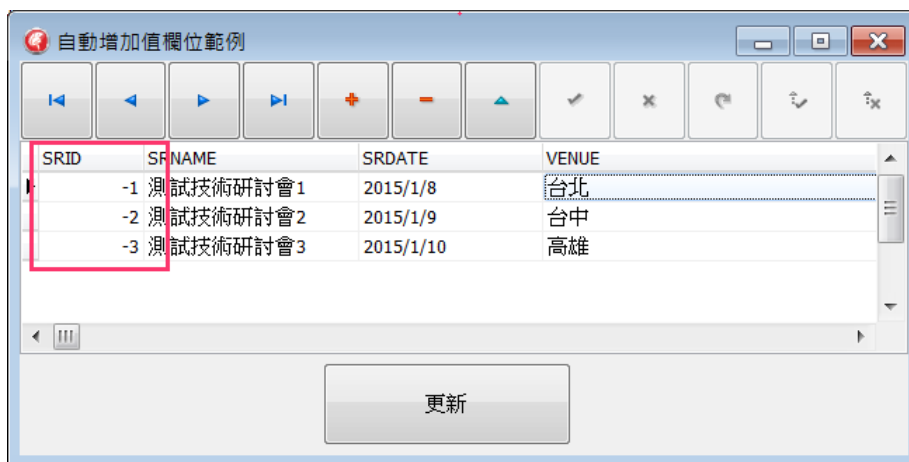 自動增加值欄位範例
SRID SRNAME SRDATE VENUE
-1 測試技術研討會1 2015/1/8 台北
-2 測試技術研討會2 2015/1/9 台中
-3 測試技術研討會3 2015/1/10 高雄
更新